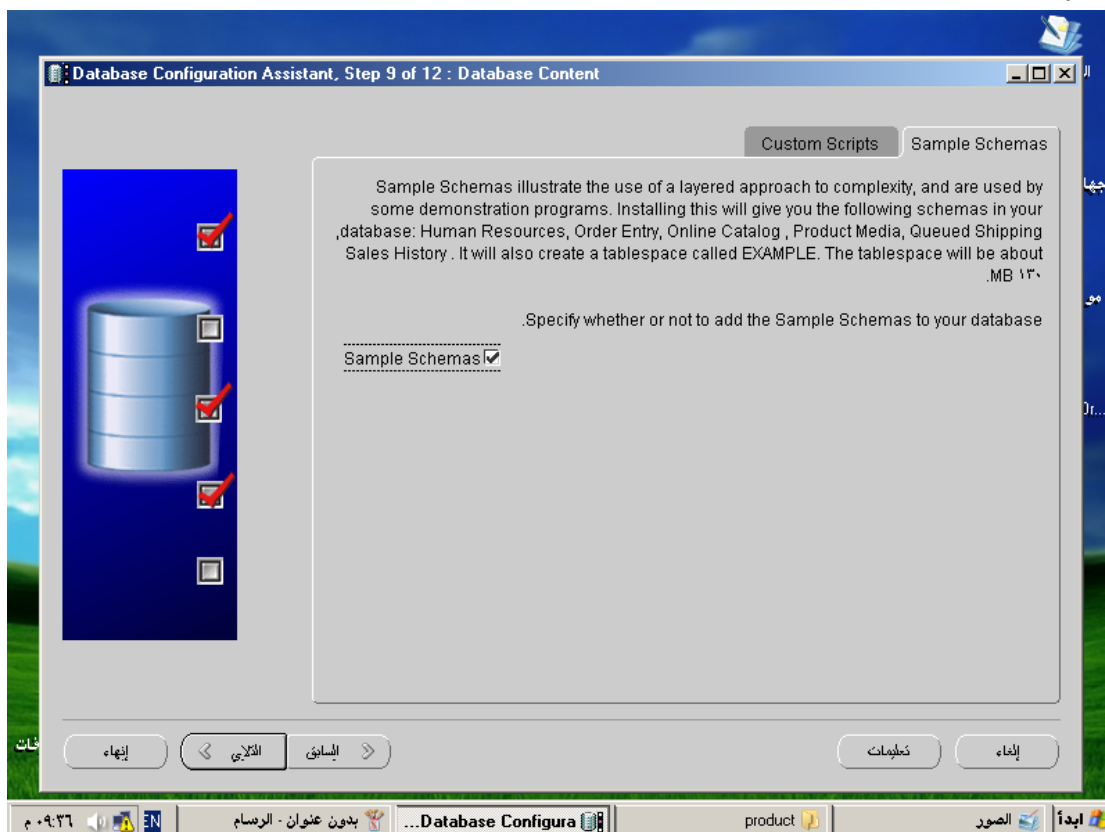 Database Configuration Assistant, Step 9 of 12 : Database Content
Custom Scripts
Sample Schemas
Sample Schemas illustrate the use of a layered approach to complexity, and are used by
some demonstration programs. Installing this will give you the following schemas in your
database: Human Resources, Order Entry, Online Catalog , Product Media, Queued Shipping,
Sales History . It will also create a tablespace called EXAMPLE. The tablespace will be about
١٣٠ MB.
Specify whether or not to add the Sample Schemas to your database.
Sample Schemas
إلغاء
تعليمات
السابق
التالي
إنهاء
ابدأ
الصور
product
Database Configura...
بدون عنوان - الرسام
EN
٠٩:٣٦ م